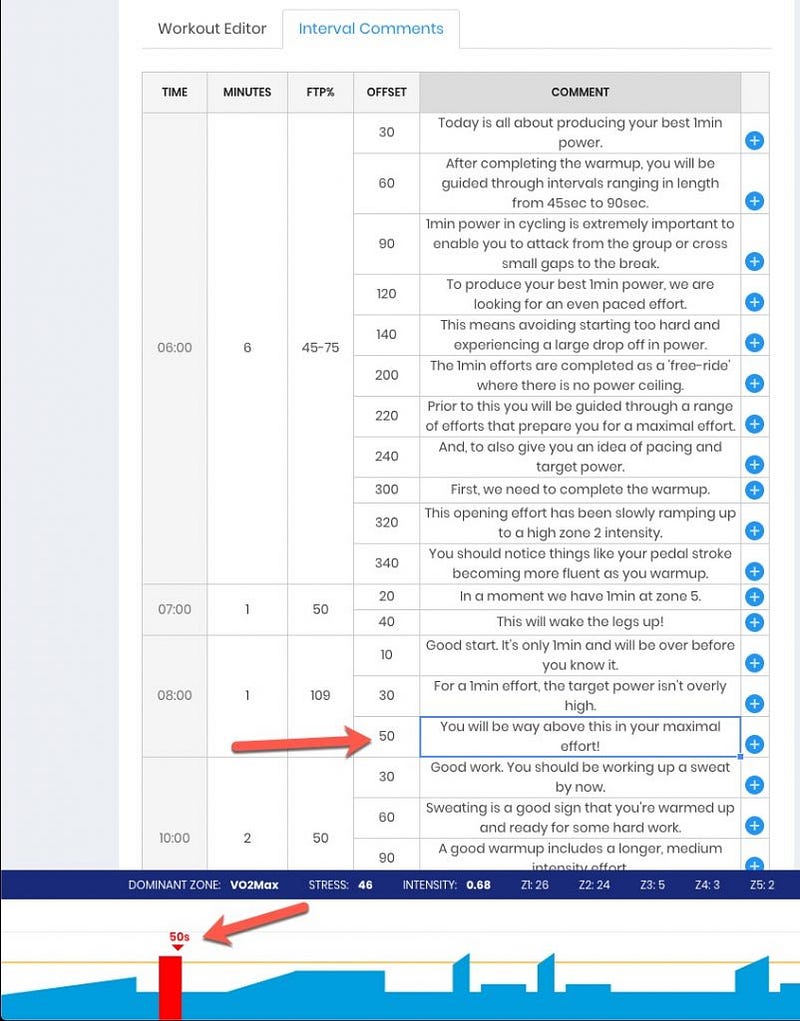 Workout Editor
Interval Comments
TIME
MINUTES
FTP%
OFFSET
COMMENT
06:00
6
45-75
30
Today is all about producing your best 1min
power.
60
After completing the warmup, you will be
guided through intervals ranging in length
from 45sec to 90sec.
90
1min power in cycling is extremely important to
enable you to attack from the group or cross
small gaps to the break.
120
To produce your best 1min power, we are
looking for an even paced effort.
140
This means avoiding starting too hard and
experiencing a large drop off in power.
200
The 1min efforts are completed as a 'free-ride'
where there is no power ceiling.
220
Prior to this you will be guided through a range
of efforts that prepare you for a maximal effort.
240
And, to also give you an idea of pacing and
target power.
300
First, we need to complete the warmup.
320
This opening effort has been slowly ramping up
to a high zone 2 intensity.
340
You should notice things like your pedal stroke
becoming more fluent as you warmup.
07:00
1
50
20
In a moment we have 1min at zone 5.
40
This will wake the legs up!
08:00
1
109
10
Good start. It's only 1min and will be over before
you know it.
30
For a 1min effort, the target power isn't overly
high.
50
You will be way above this in your maximal
effort!
10:00
2
50
30
Good work. You should be working up a sweat
by now.
60
Sweating is a good sign that you're warmed up
and ready for some hard work.
90
A good warmup includes a longer, medium
intensity effort.
DOMINANT ZONE: VO2Max STRESS: 46 INTENSITY: 0.68 Z1: 26 Z2: 24 Z3: 5 Z4: 3 Z5: 2
50s